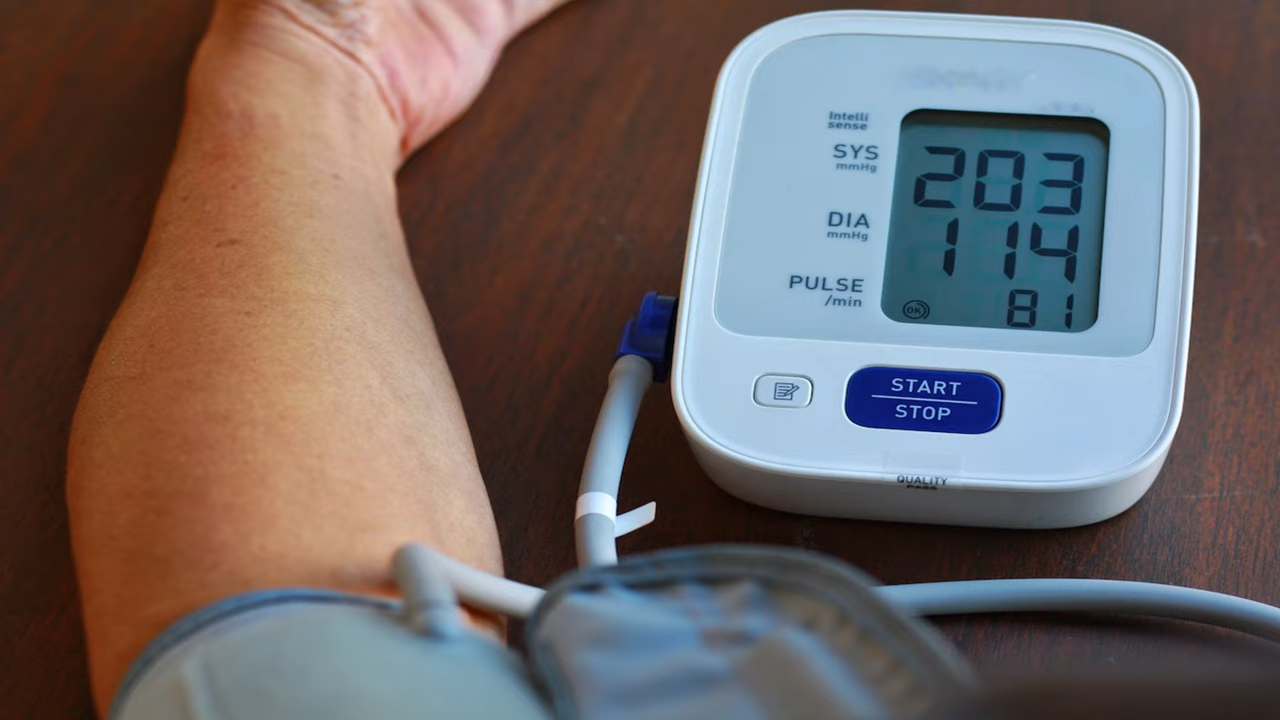 Intelli
sense
SYS
mmHg
203
DIA
mmHg
114
PULSE
/min
81
OK
START
STOP
QUALITY